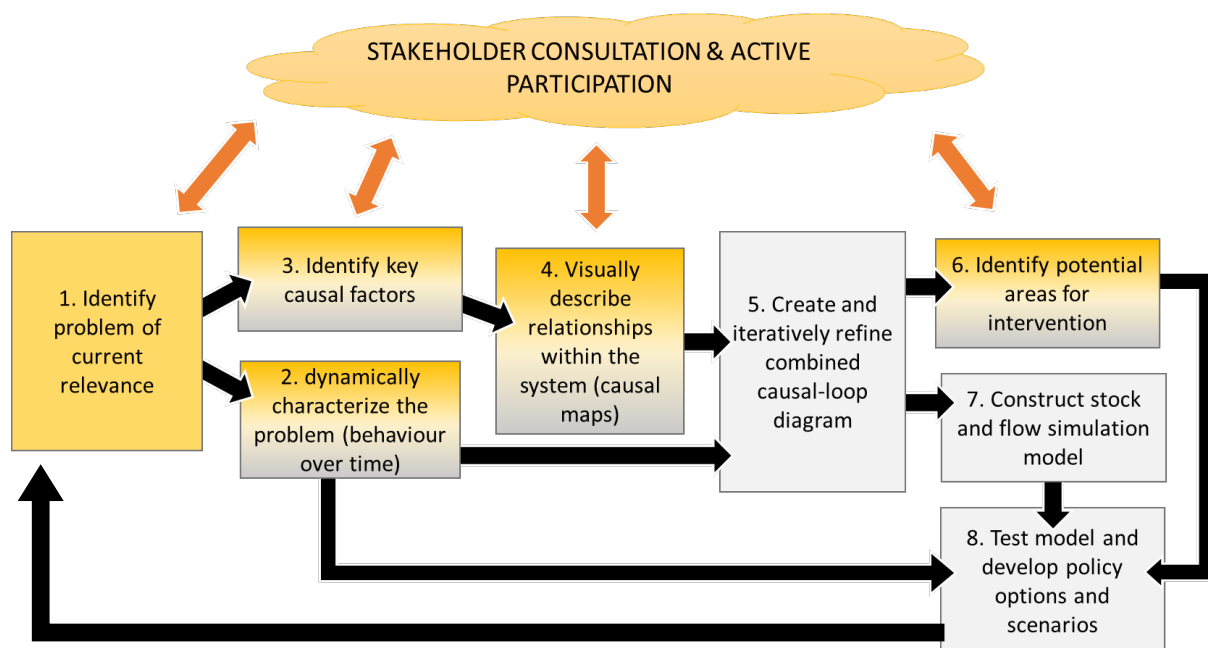 STAKEHOLDER CONSULTATION & ACTIVE
PARTICIPATION
1. Identify
problem of
current
relevance
3. Identify key
causal factors
2. dynamically
characterize the
problem (behaviour
over time)
4. Visually
describe
relationships
within the
system (causal
maps)
5. Create and
iteratively refine
combined
causal-loop
diagram
6. Identify potential
areas for
intervention
7. Construct stock
and flow simulation
model
8. Test model and
develop policy
options and
scenarios